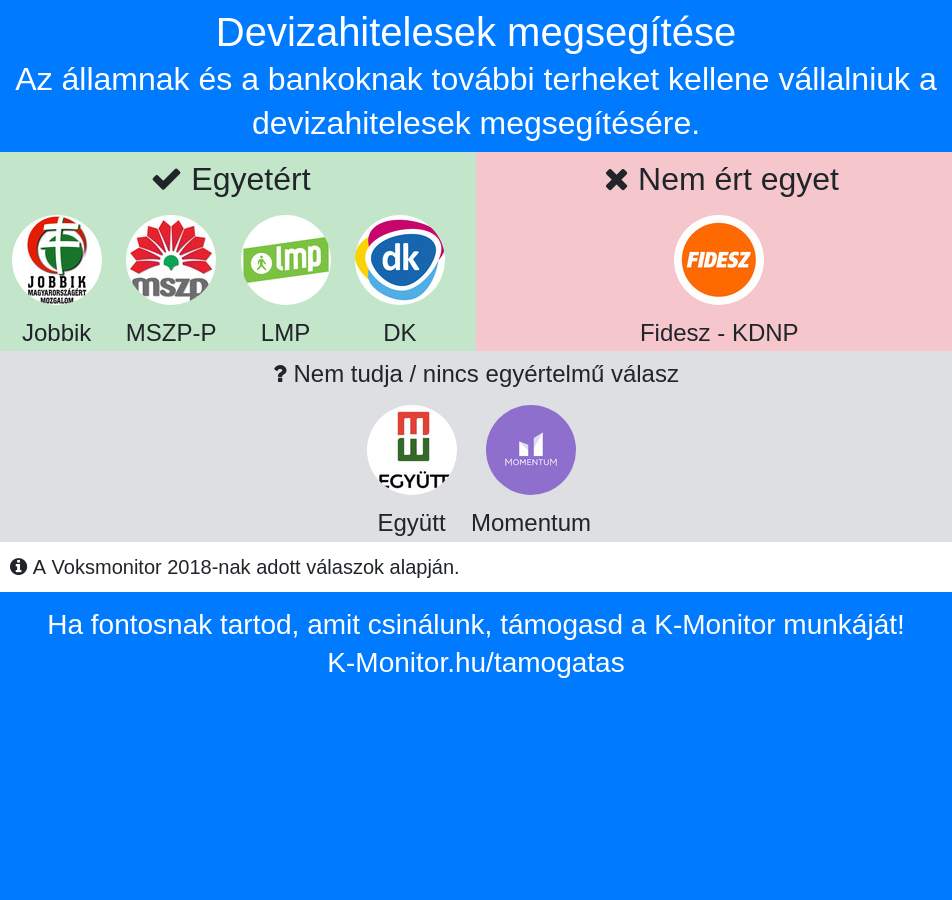 Devizahitelesek megsegítése
Az államnak és a bankoknak további terheket kellene vállalniuk a
devizahitelesek megsegítésére.
Egyetért
Nem ért egyet
JOBBIK
MAGYARORSZÁGÉRT
MOZGALOM
mszp
lmp
dk
FIDESZ
Jobbik MSZP-P LMP DK
Fidesz - KDNP
? Nem tudja / nincs egyértelmű válasz
EGYÜTT
MOMENTUM
Együtt Momentum
A Voksmonitor 2018-nak adott válaszok alapján.
Ha fontosnak tartod, amit csinálunk, támogasd a K-Monitor munkáját!
K-Monitor.hu/tamogatas